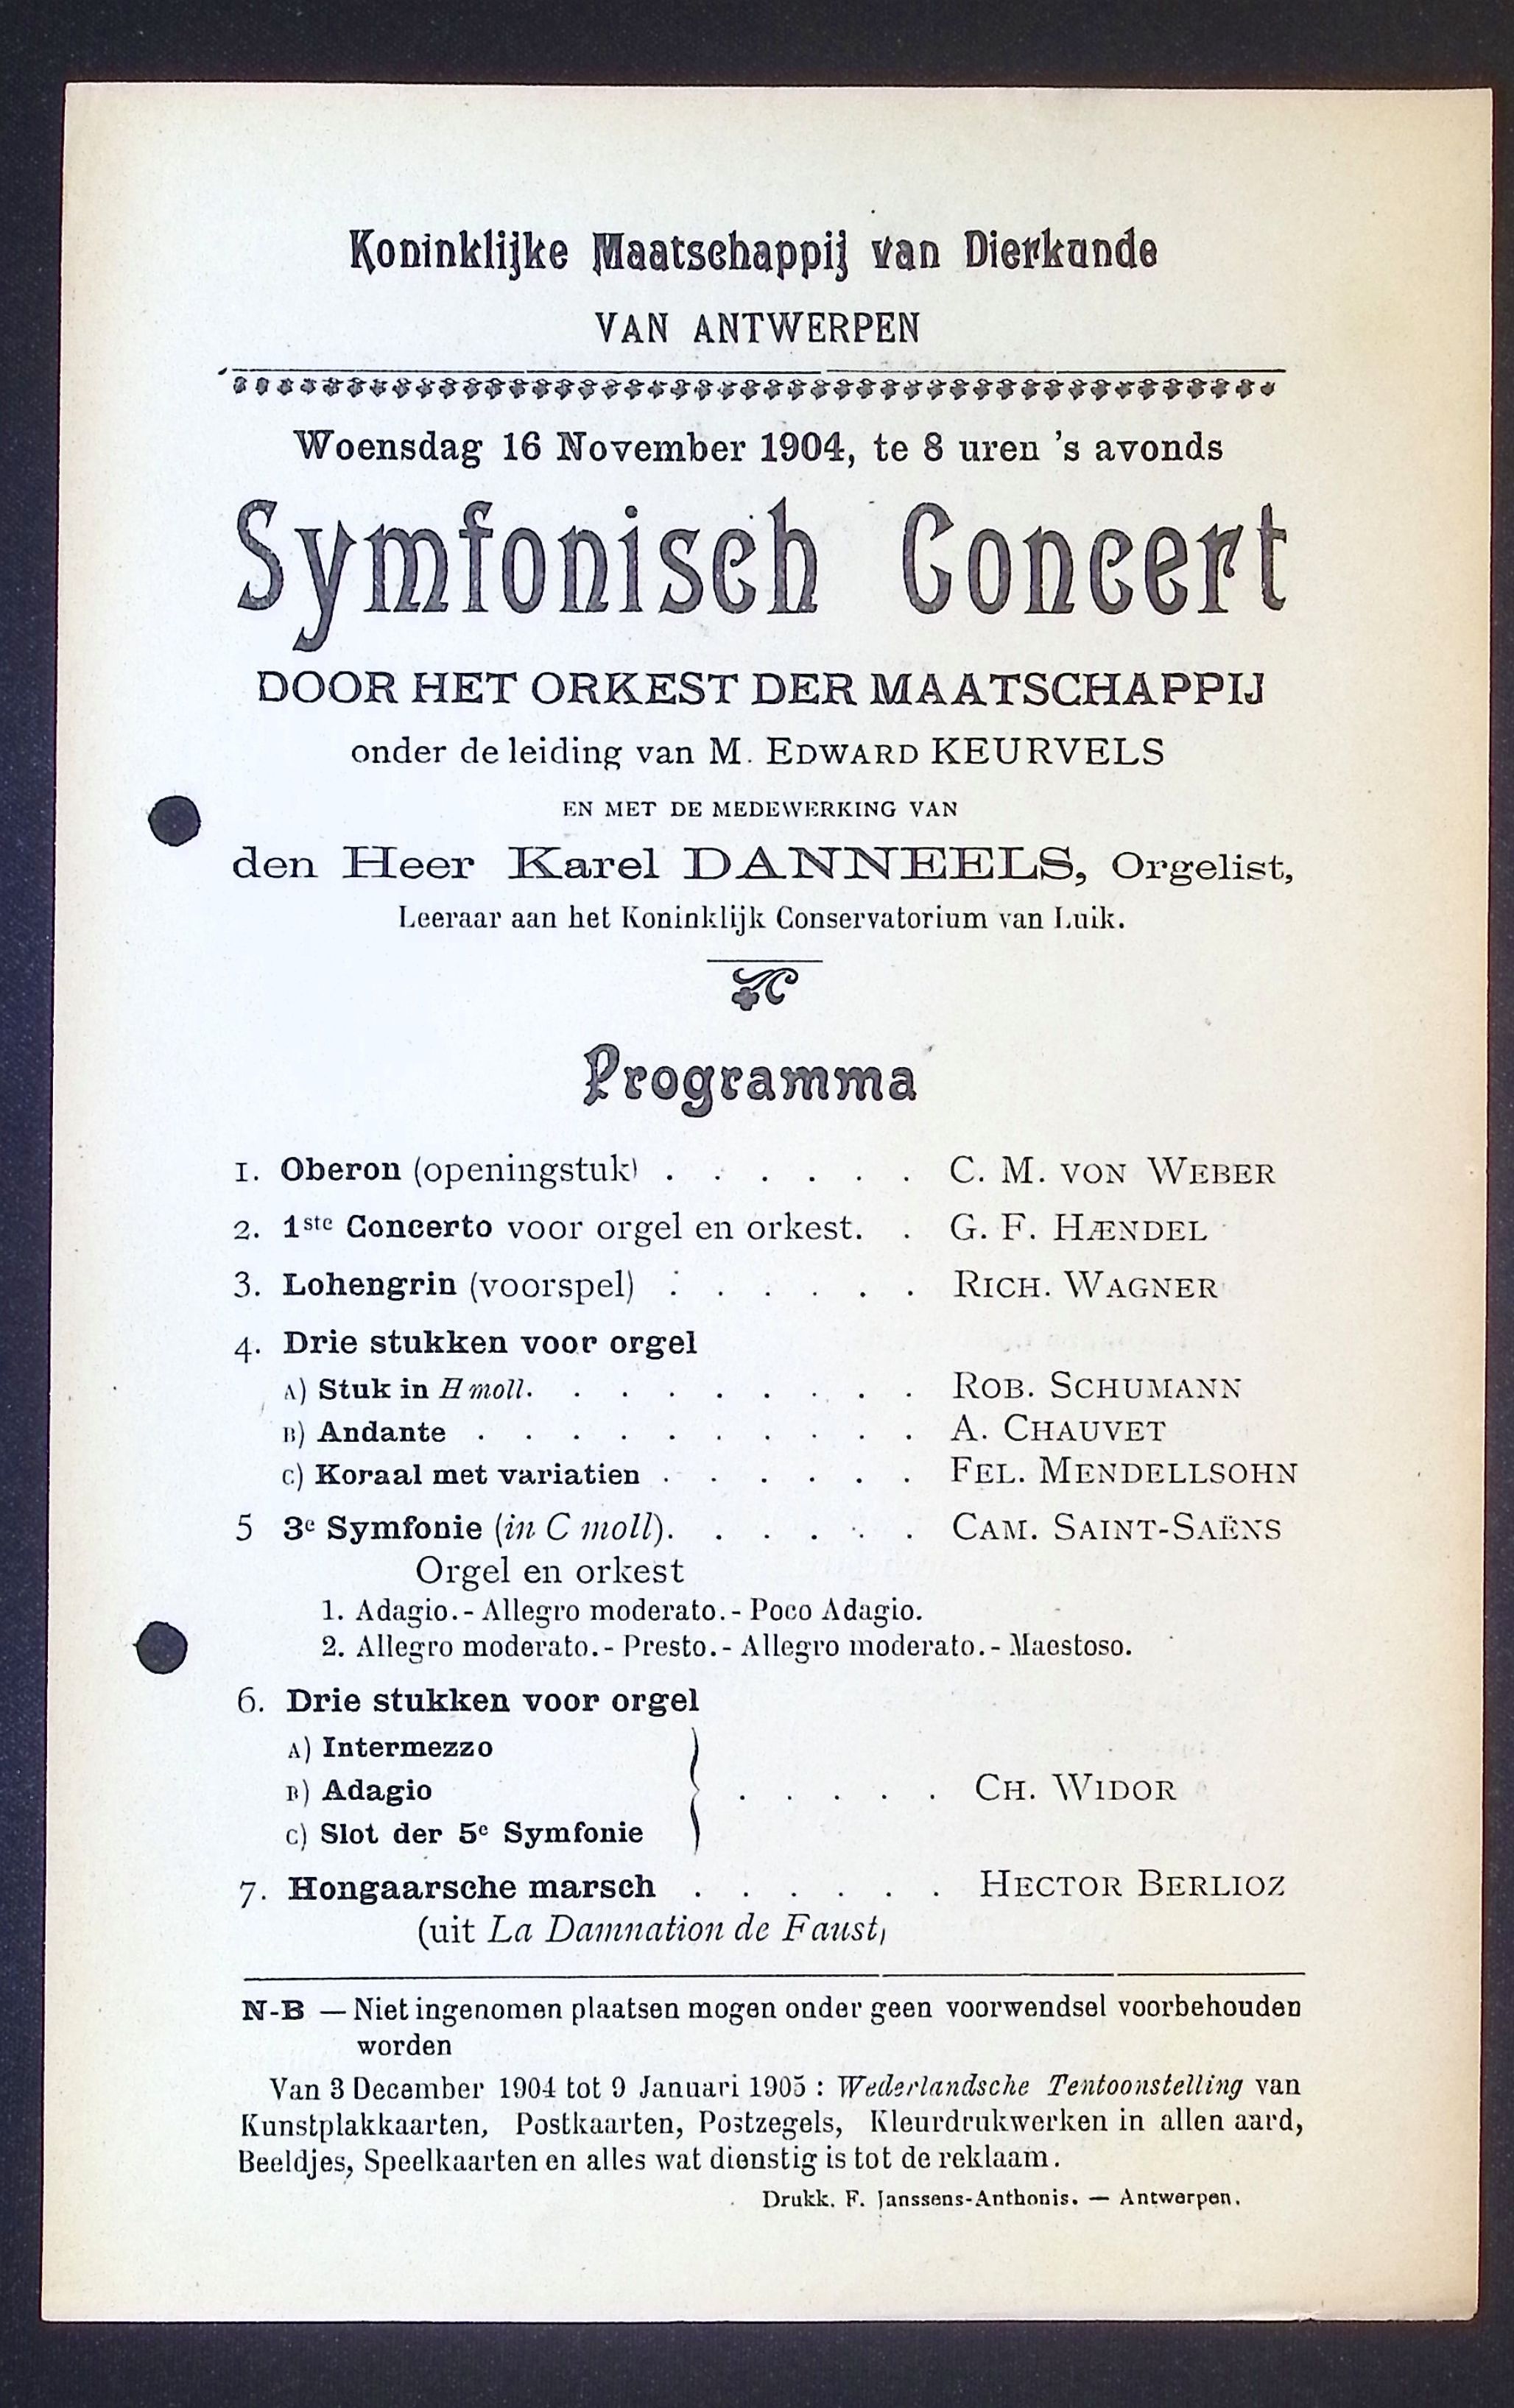 Koninklijke Maatschappij van Dierkunde
VAN ANTWERPEN
Woensdag 16 November 1904, te 8 uren 's avonds
Symfonisch Concert
DOOR HET ORKEST DER MAATSCHAPPIJ
onder de leiding van M. EDWARD KEURVELS
EN MET DE MEDEWERKING VAN
den Heer Karel DANNEELS, Orgelist,
Leeraar aan het Koninklijk Conservatorium van Luik.
Programma
1. Oberon (openingstuk) . . . . . . C. M. VON WEBER
2. 1ste Concerto voor orgel en orkest. . G. F. HÆNDEL
3. Lohengrin (voorspel) . . . . . . RICH. WAGNER
4. Drie stukken voor orgel
A) Stuk in H moll. . . . . . . . . ROB. SCHUMANN
B) Andante . . . . . . . . . . A. CHAUVET
C) Koraal met variatien . . . . . . FEL. MENDELLSOHN
5 3e Symfonie (in C moll). . . . . . CAM. SAINT-SAËNS
Orgel en orkest
1. Adagio.- Allegro moderato.- Poco Adagio.
2. Allegro moderato.- Presto.- Allegro moderato.- Maestoso.
6. Drie stukken voor orgel
A) Intermezzo
B) Adagio . . . . . CH. WIDOR
C) Slot der 5e Symfonie
7. Hongaarsche marsch . . . . . . HECTOR BERLIOZ
(uit La Damnation de Faust)
N-B — Niet ingenomen plaatsen mogen onder geen voorwendsel voorbehouden
worden
Van 3 December 1904 tot 9 Januari 1905 : Wederlandsche Tentoonstelling van
Kunstplakkaarten, Postkaarten, Postzegels, Kleurdrukwerken in allen aard,
Beeldjes, Speelkaarten en alles wat dienstig is tot de reklaam.
Drukk. F. Janssens-Anthonis. — Antwerpen.